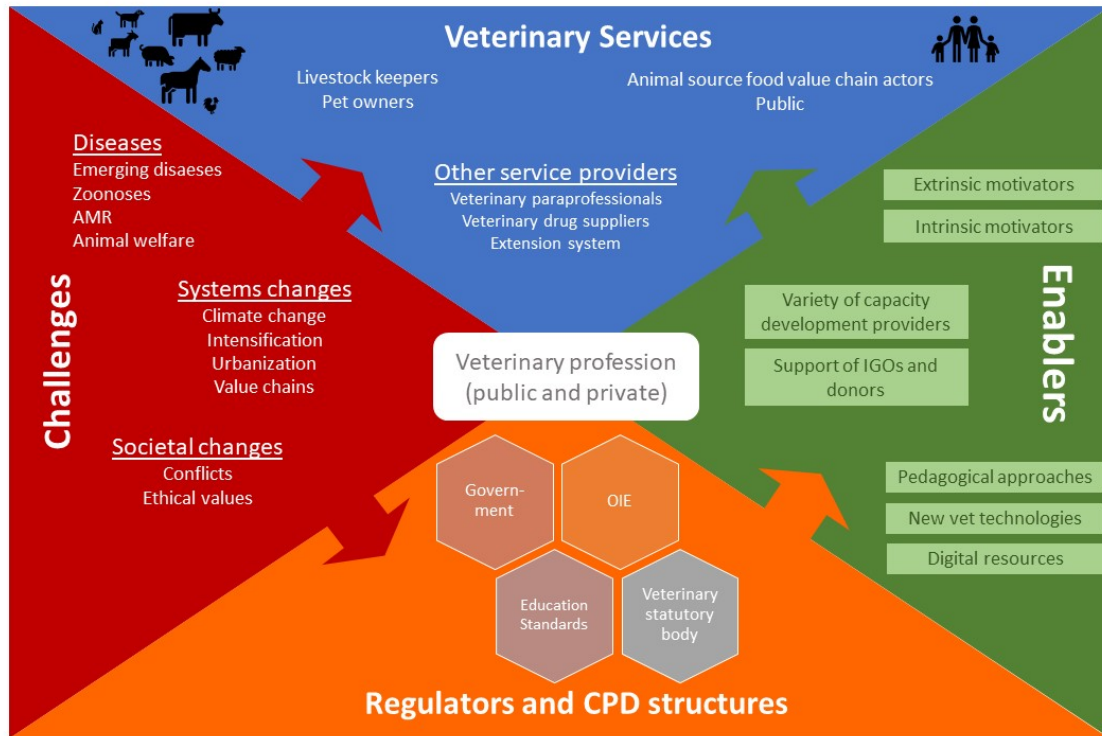 Veterinary Services
Livestock keepers
Pet owners
Animal source food value chain actors
Public
Other service providers
Veterinary paraprofessionals
Veterinary drug suppliers
Extension system
Challenges
Diseases
Emerging disaeses
Zoonoses
AMR
Animal welfare
Systems changes
Climate change
Intensification
Urbanization
Value chains
Societal changes
Conflicts
Ethical values
Veterinary profession
(public and private)
Enablers
Extrinsic motivators
Intrinsic motivators
Variety of capacity
development providers
Support of IGOs and
donors
Pedagogical approaches
New vet technologies
Digital resources
Govern-
ment
OIE
Education
Standards
Veterinary
statutory
body
Regulators and CPD structures